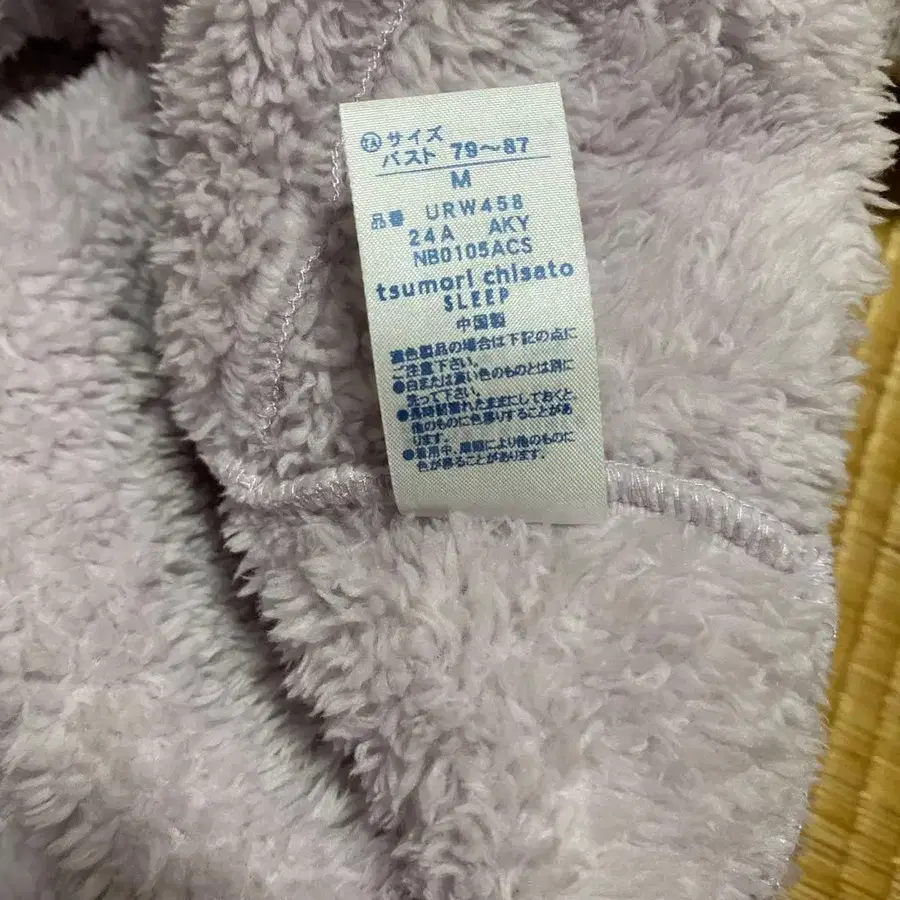 TA サイズ
バスト 79〜87
M
品番 URW458
24A AKY
NB0105ACS
tsumori chisato
SLEEP
中国製
濃色製品の場合は下記の点に
ご注意下さい。
●白または濃い色のものとは別に
洗って下さい。
●長時間濡れたままにしておくと、
他のものに色移りすることがあ
ります。
●着用中、摩擦により他のものに
色が移ることがあります。